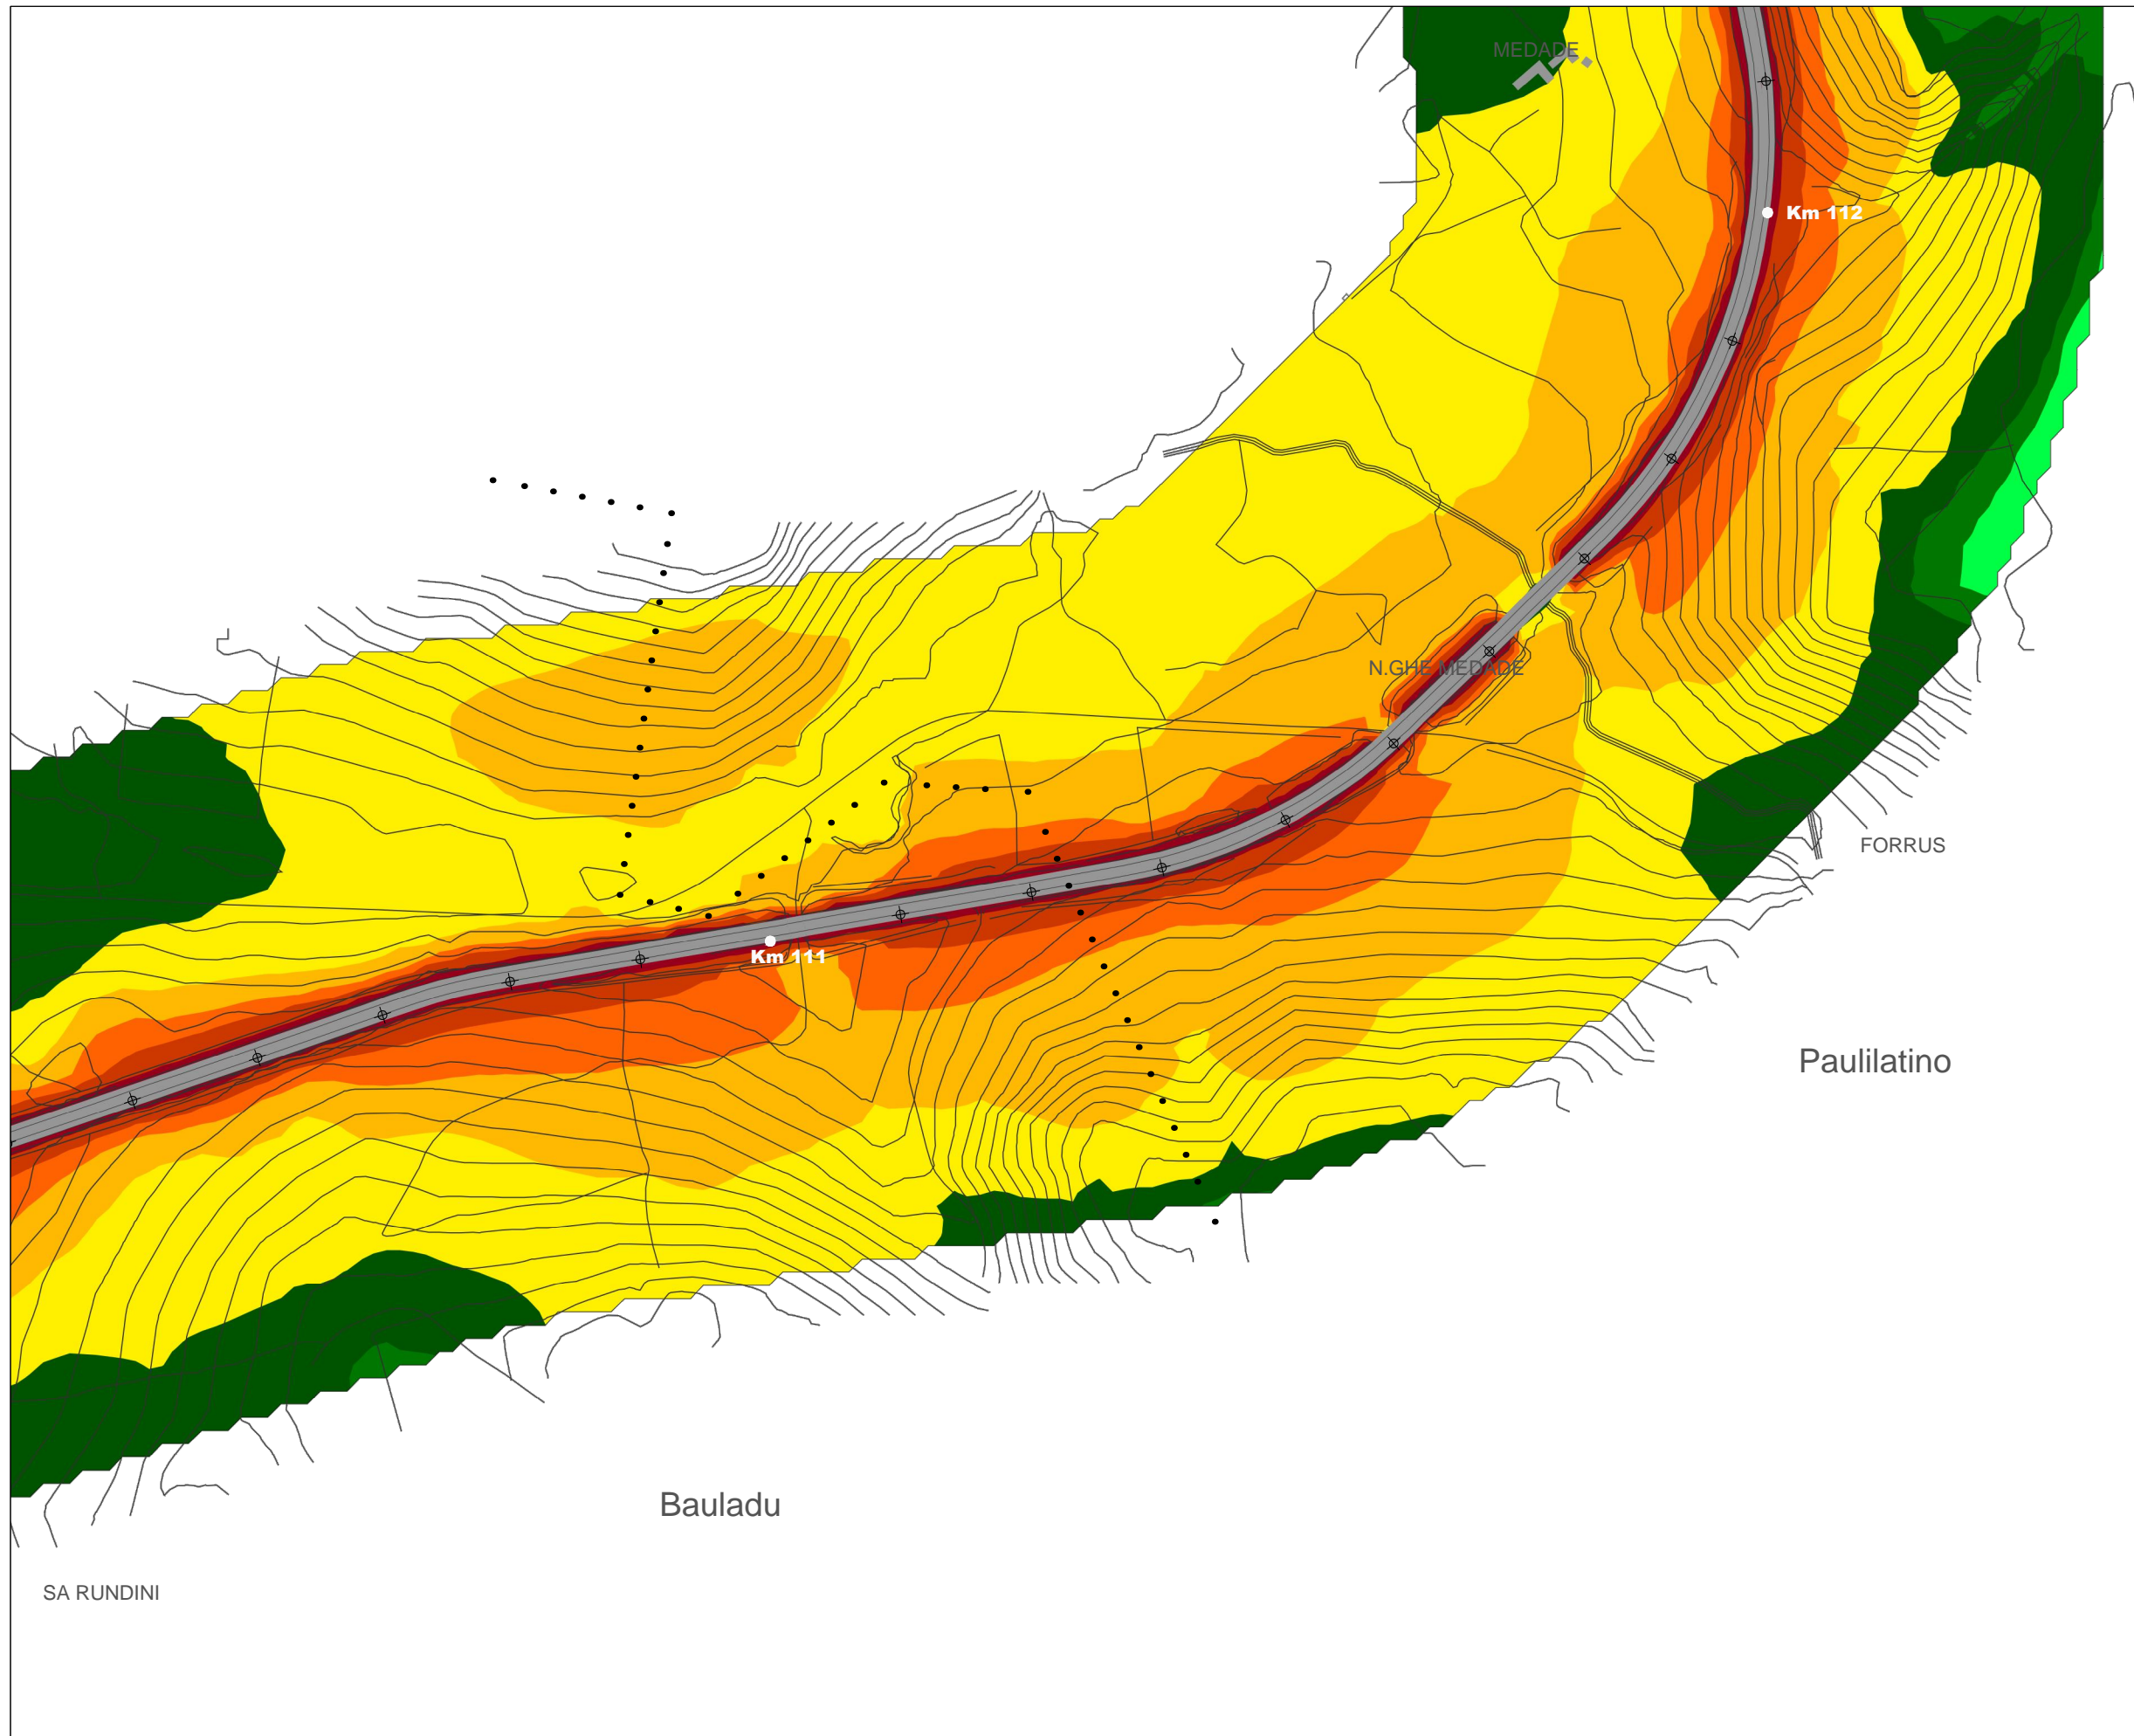 MEDADE
Km 112
N.GHE MEDADE
FORRUS
Km 111
Paulilatino
Bauladu
SA RUNDINI